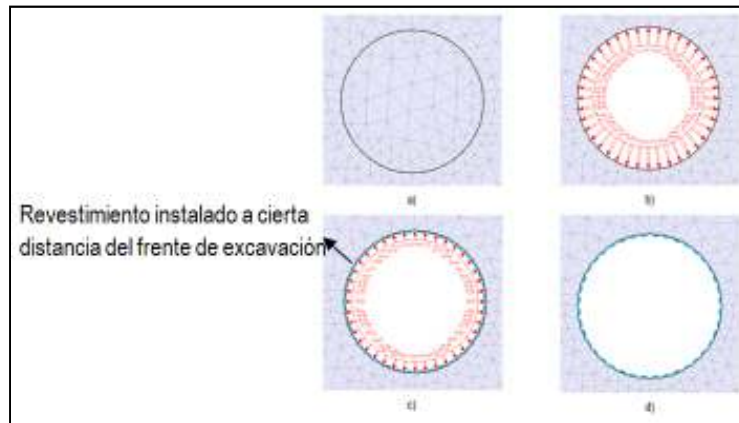 a)
b)
Revestimiento instalado a cierta
distancia del frente de excavación
c)
d)